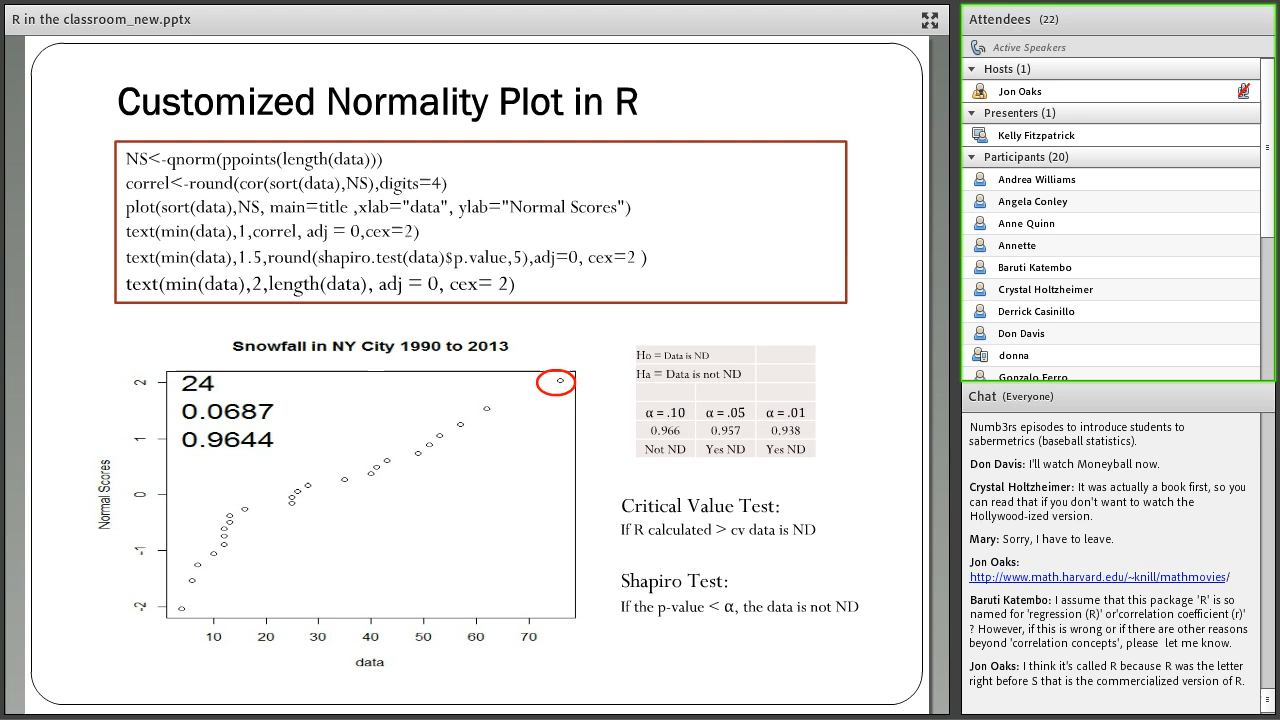 R in the classroom_new.pptx
Customized Normality Plot in R
NS<-qnorm(ppoints(length(data)))
correl<-round(cor(sort(data),NS),digits=4)
plot(sort(data),NS, main=title ,xlab="data", ylab="Normal Scores")
text(min(data),1,correl, adj = 0,cex=2)
text(min(data),1.5,round(shapiro.test(data)$p.value,5),adj=0, cex=2 )
text(min(data),2,length(data), adj = 0, cex= 2)
Snowfall in NY City 1990 to 2013
24
0.0687
0.9644
Normal Scores
2
1
0
-1
-2
10 20 30 40 50 60 70
data
Ho = Data is ND
Ha = Data is not ND
α = .10 α = .05 α = .01
0.966 0.957 0.938
Not ND Yes ND Yes ND
Critical Value Test:
If R calculated > cv data is ND
Shapiro Test:
If the p-value < α, the data is not ND
Attendees (22)
Active Speakers
Hosts (1)
Jon Oaks
Presenters (1)
Kelly Fitzpatrick
Participants (20)
Andrea Williams
Angela Conley
Anne Quinn
Annette
Baruti Katembo
Crystal Holtzheimer
Derrick Casinillo
Don Davis
donna
Gonzalo Ferro
Chat (Everyone)
Numb3rs episodes to introduce students to
sabermetrics (baseball statistics)
Don Davis: I'll watch Moneyball now.
Crystal Holtzheimer: It was actually a book first, so you
can read that if you don't want to watch the
Hollywood-ized version.
Mary: Sorry, I have to leave.
Jon Oaks:
http://www.math.harvard.edu/~knill/mathmovies/
Baruti Katembo: I assume that this package 'R' is so
named for 'regression (R)' or'correlation coefficient (r)'
? However, if this is wrong or if there are other reasons
beyond 'correlation concepts', please let me know.
Jon Oaks: I think it's called R because R was the letter
right before S that is the commercialized version of R.